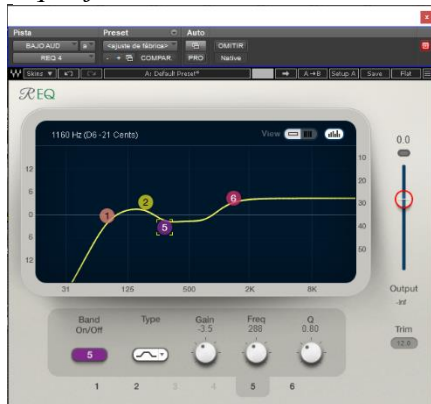 x
Pista Preset Auto
BAJO AUD <ajuste de fábrica> OMITIR
REQ 4 - + COMPAR. PRO Native
W Skins A: Default Preset* A→B Setup A Save Flat
REQ
1160 Hz (D6 -21 Cents) View
0.0
12 10
6 20
0 30
6 40
12 50
1 2 5 6
31 125 500 2K 8K
Output
-Inf
Band On/Off Type Gain Freq Q
-3.5 288 0.80
Trim
12.0
5
1 2 3 4 5 6